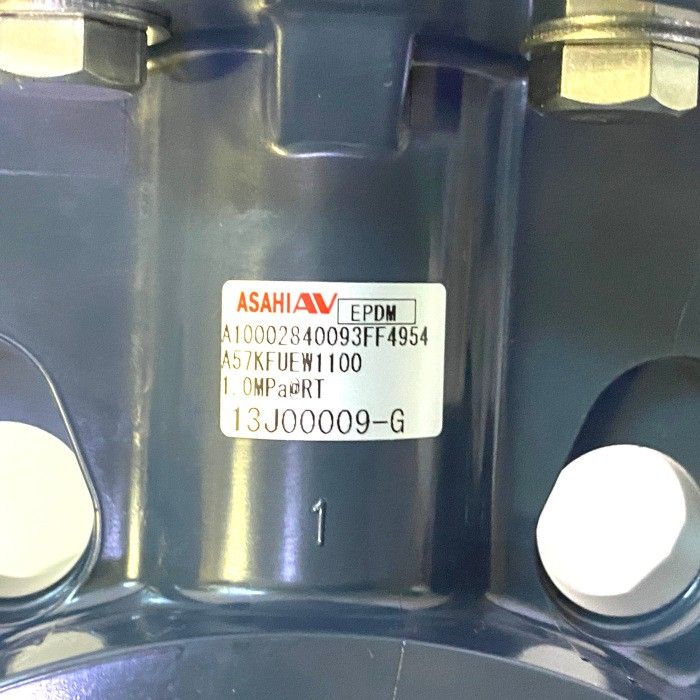 ASAHI AV EPDM
A10002840093FF4954
A57KFUEW1100
1.0MPa@RT
13J00009-G
1